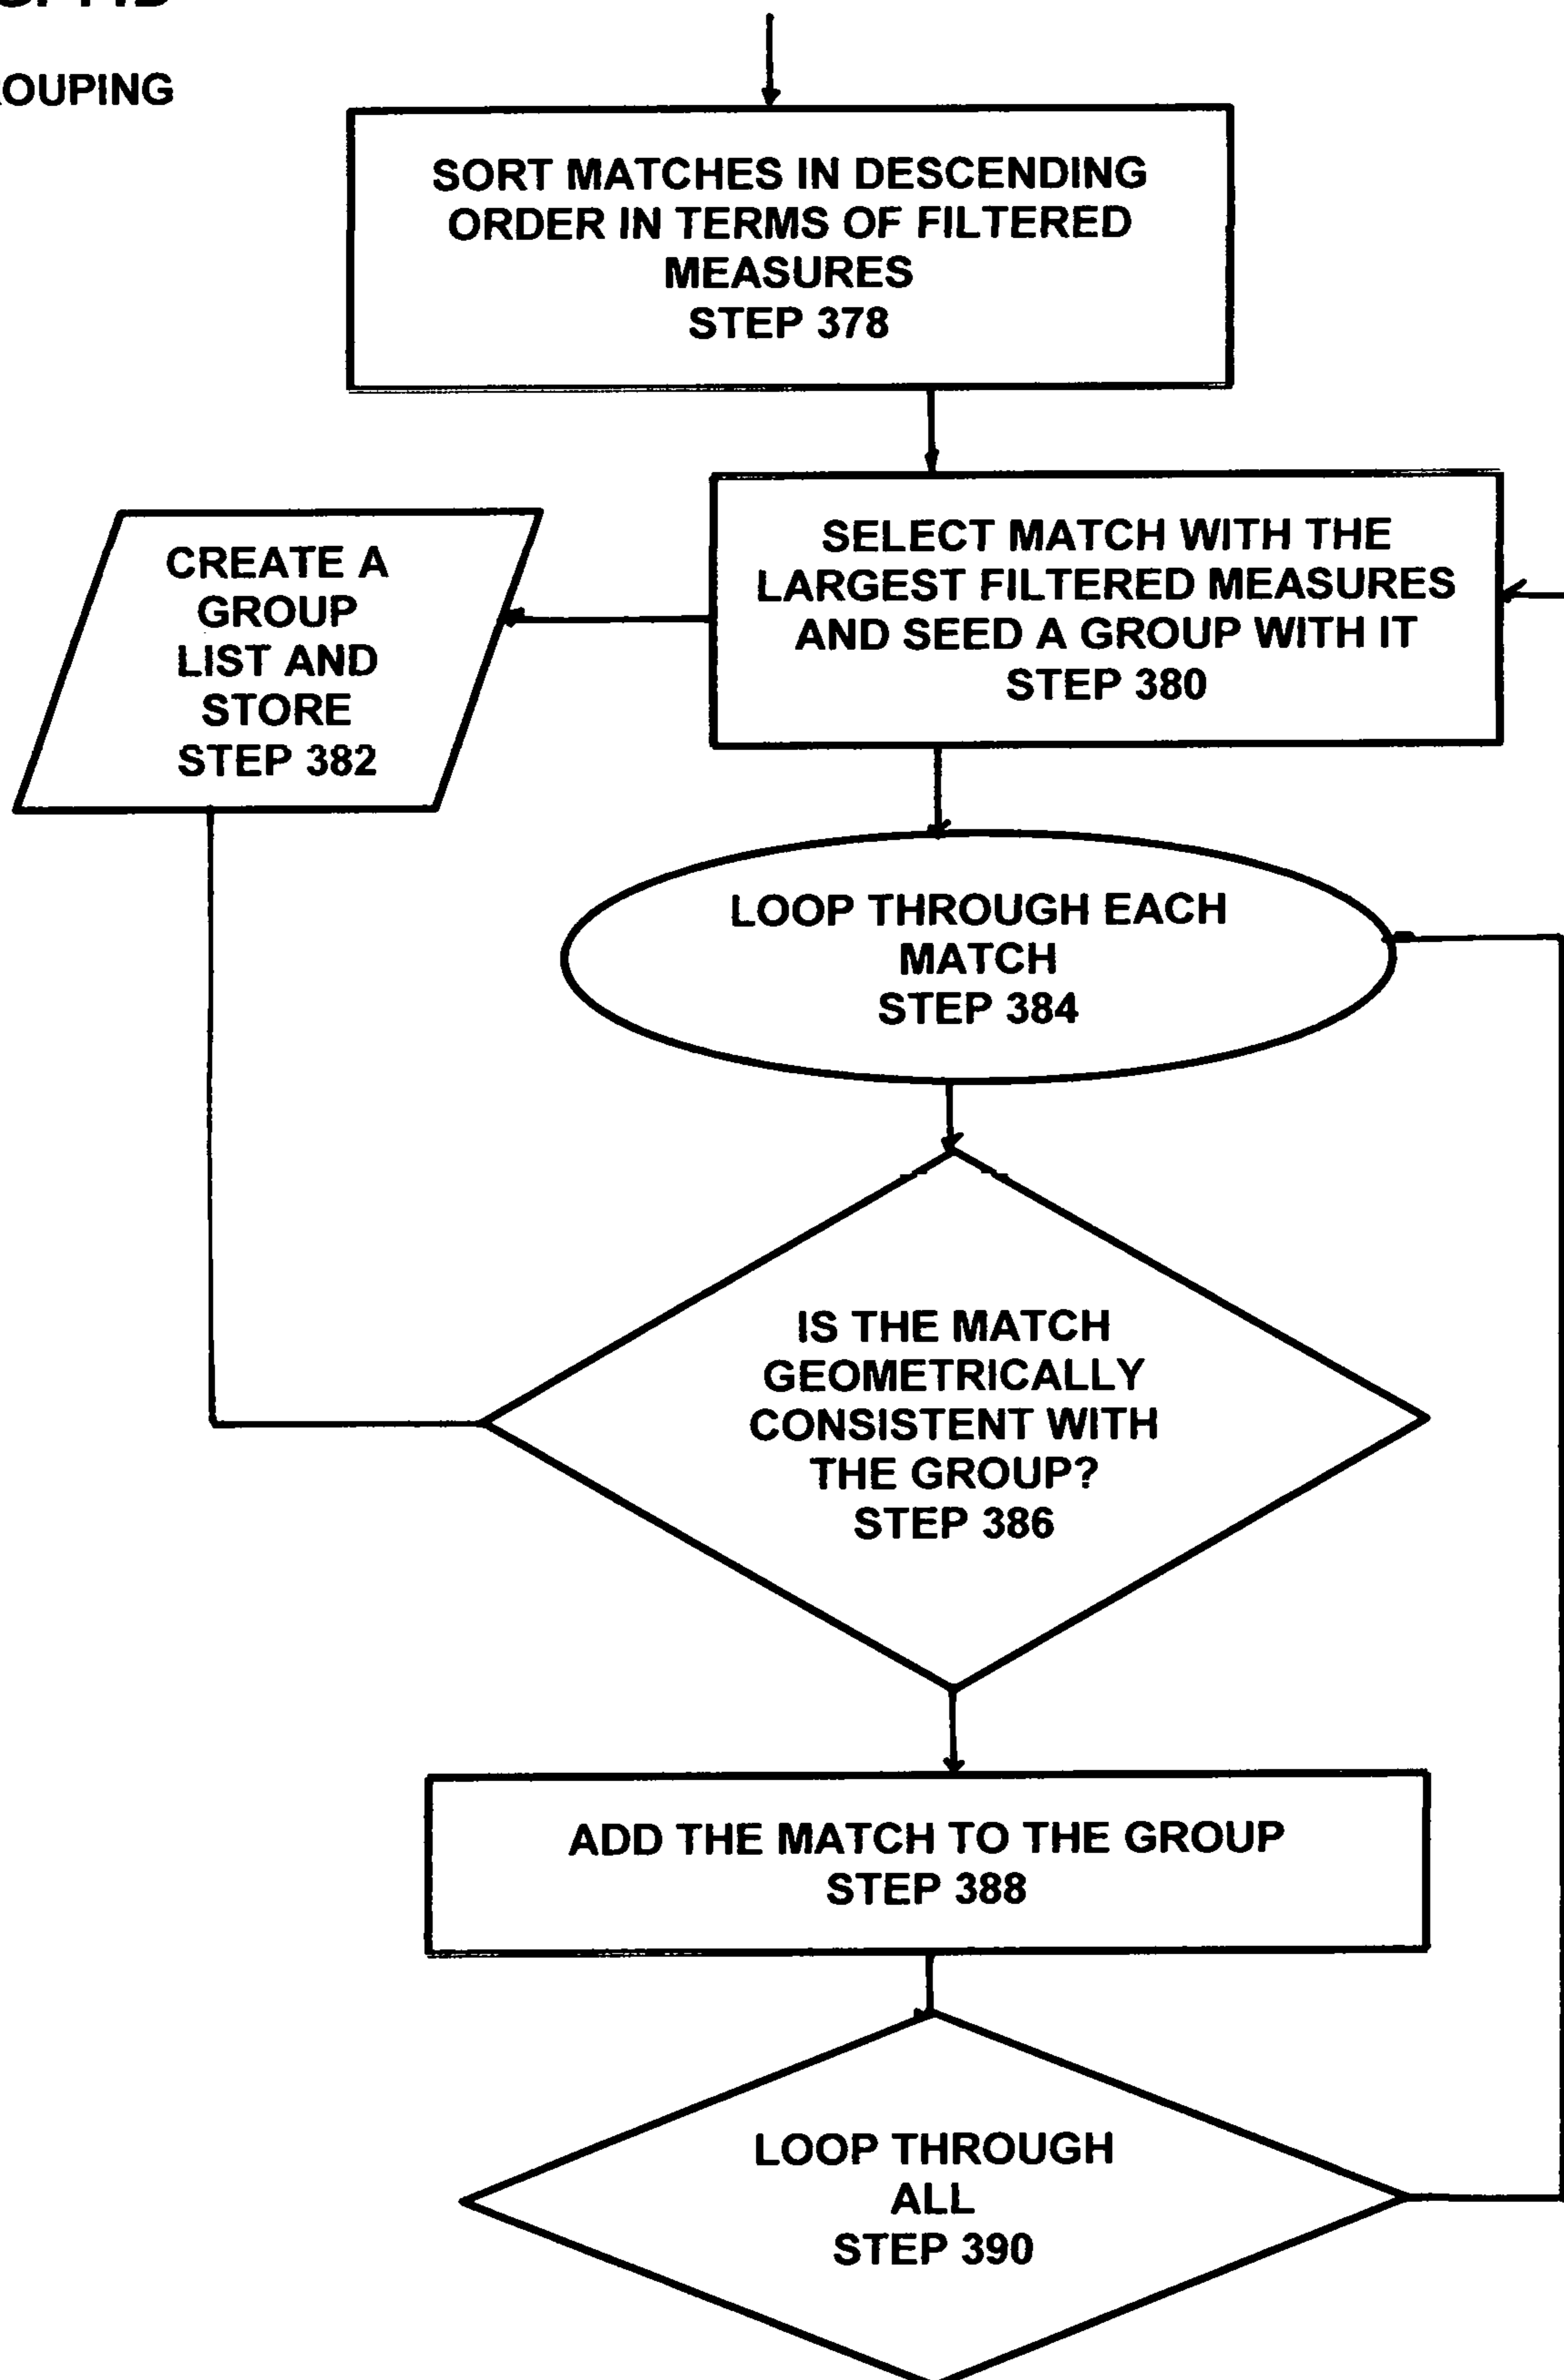 OUPING
SORT MATCHES IN DESCENDING
ORDER IN TERMS OF FILTERED
MEASURES
STEP 378
SELECT MATCH WITH THE
LARGEST FILTERED MEASURES
AND SEED A GROUP WITH IT
STEP 380
CREATE A
GROUP
LIST AND
STORE
STEP 382
LOOP THROUGH EACH
MATCH
STEP 384
IS THE MATCH
GEOMETRICALLY
CONSISTENT WITH
THE GROUP?
STEP 386
ADD THE MATCH TO THE GROUP
STEP 388
LOOP THROUGH
ALL
STEP 390